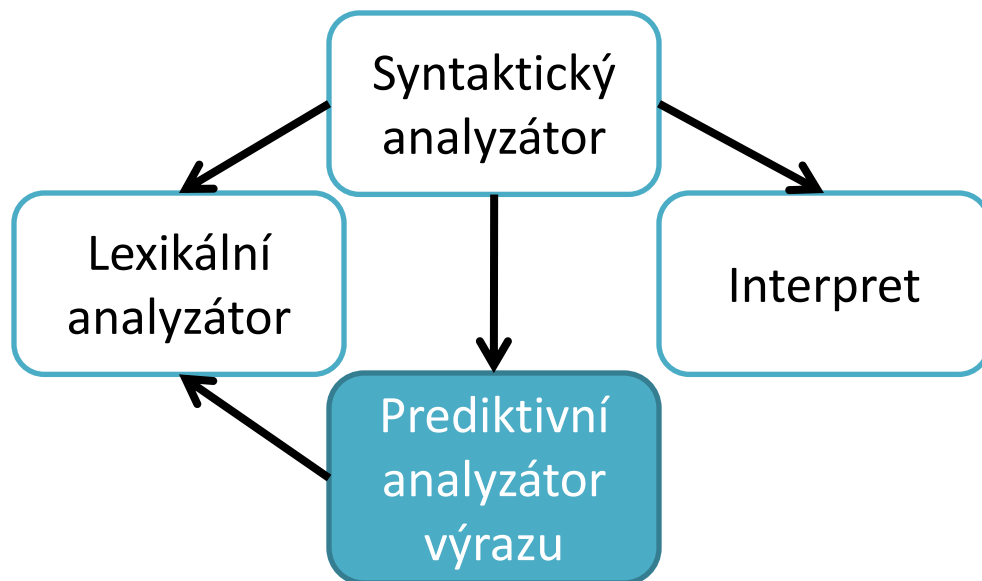 Syntaktický
analyzátor
Lexikální
analyzátor
Interpret
Prediktivní
analyzátor
výrazu